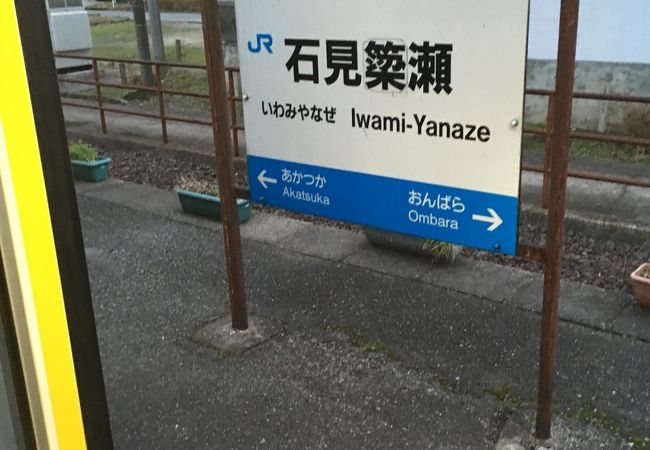 JR 石見簗瀬
いわみやなぜ Iwami-Yanaze
← あかつか おんばら →
Akatsuka Ombara